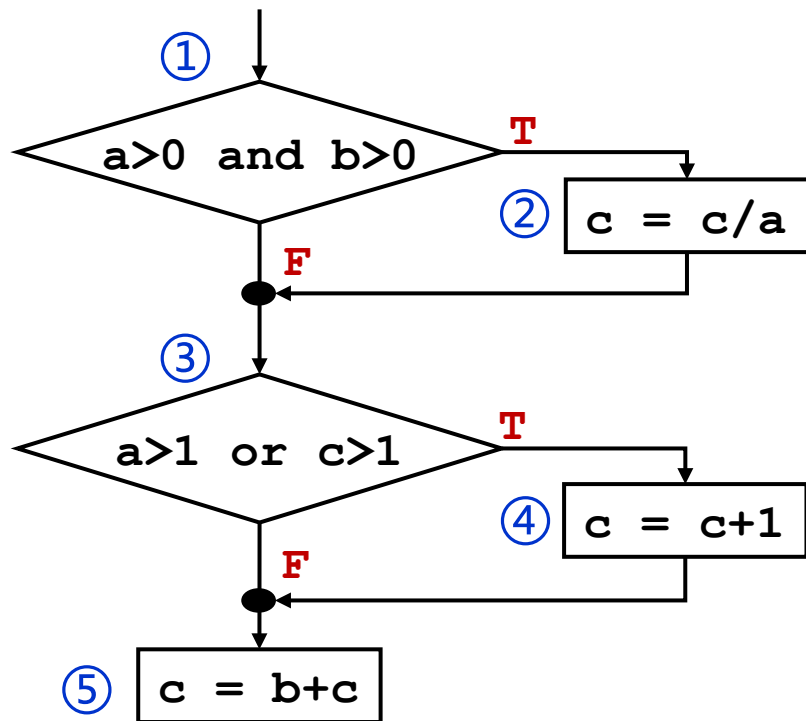 ①
a>0 and b>0
T
② c = c/a
F
③
a>1 or c>1
T
④ c = c+1
F
⑤ c = b+c